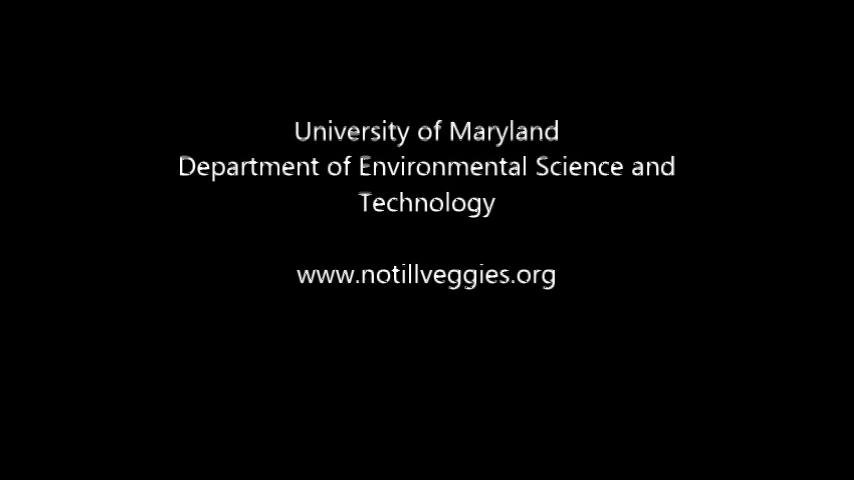 University of Maryland
Department of Environmental Science and
Technology
www.notillveggies.org